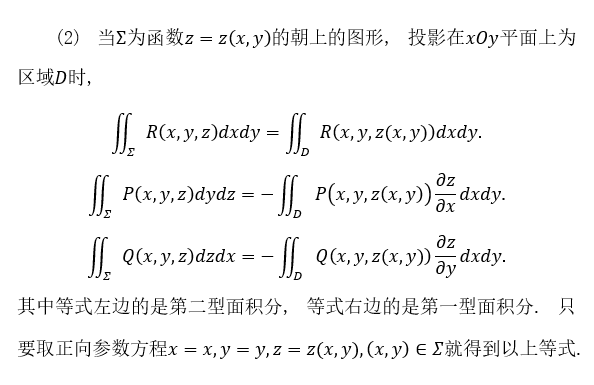 (2) 当Σ为函数z = z(x, y)的朝上的图形, 投影在xOy平面上为
区域D时,
∬_Σ R(x, y, z)dxdy = ∬_D R(x, y, z(x, y))dxdy.
∬_Σ P(x, y, z)dydz = −∬_D P(x, y, z(x, y)) ∂z/∂x dxdy.
∬_Σ Q(x, y, z)dzdx = −∬_D Q(x, y, z(x, y)) ∂z/∂y dxdy.
其中等式左边的是第二型面积分, 等式右边的是第一型面积分. 只
要取正向参数方程x = x, y = y, z = z(x, y), (x, y) ∈ Σ就得到以上等式.